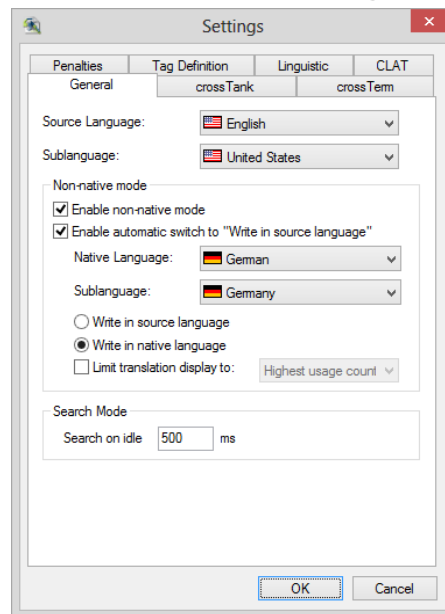 Settings
Penalties Tag Definition Linguistic CLAT
General crossTank crossTerm
Source Language: English
Sublanguage: United States
Non-native mode
Enable non-native mode
Enable automatic switch to "Write in source language"
Native Language: German
Sublanguage: Germany
Write in source language
Write in native language
Limit translation display to: Highest usage count
Search Mode
Search on idle 500 ms
OK Cancel